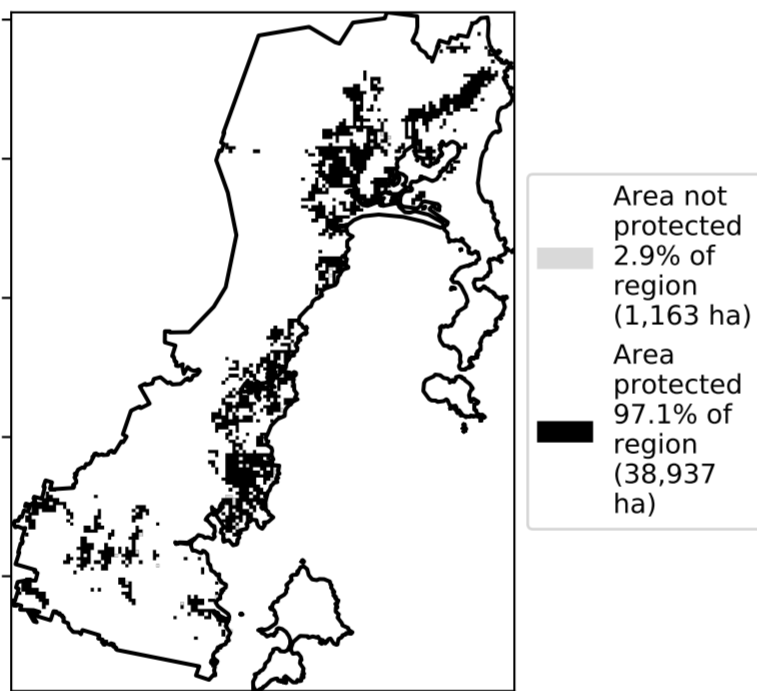 Area not
protected
2.9% of
region
(1,163 ha)
Area
protected
97.1% of
region
(38,937
ha)